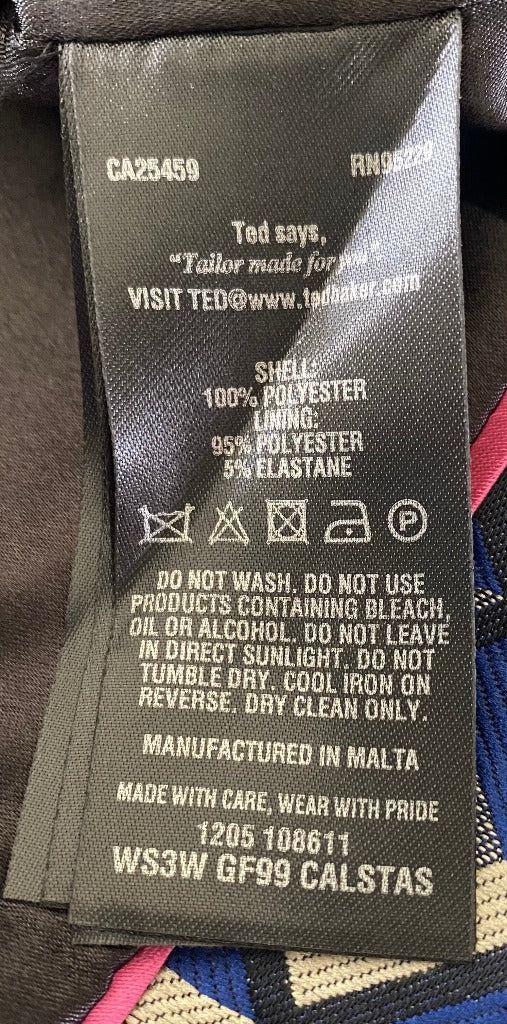 CA25459 RN95229
Ted says,
"Tailor made for you"
VISIT TED@www.tedbaker.com
SHELL:
100% POLYESTER
LINING:
95% POLYESTER
5% ELASTANE
P
DO NOT WASH. DO NOT USE
PRODUCTS CONTAINING BLEACH,
OIL OR ALCOHOL. DO NOT LEAVE
IN DIRECT SUNLIGHT. DO NOT
TUMBLE DRY. COOL IRON ON
REVERSE. DRY CLEAN ONLY.
MANUFACTURED IN MALTA
MADE WITH CARE, WEAR WITH PRIDE
1205 108611
WS3W GF99 CALSTAS